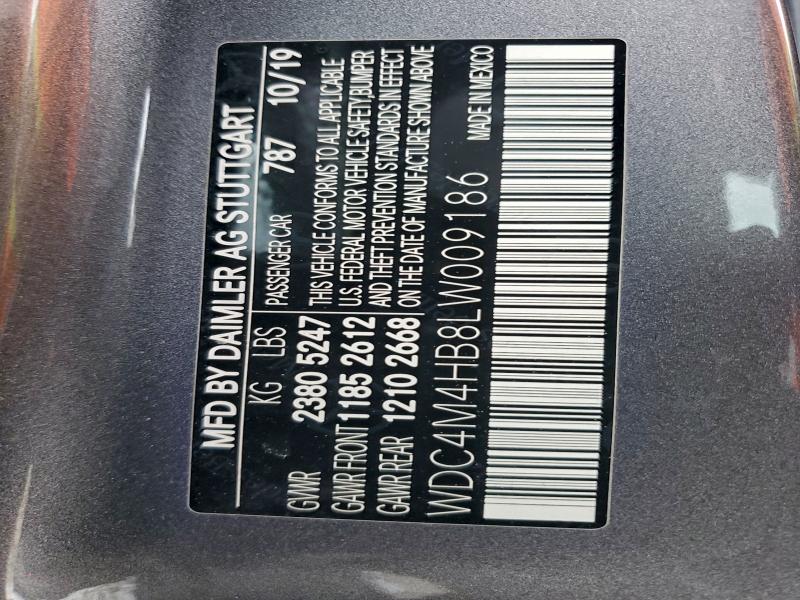 MFD BY DAIMLER AG STUTTGART
KG LBS
PASSENGER CAR 787 10/19
GVWR 2380 5247
GAWR FRONT 1185 2612
GAWR REAR 1210 2668
THIS VEHICLE CONFORMS TO ALL APPLICABLE
U.S. FEDERAL MOTOR VEHICLE SAFETY,BUMPER
AND THEFT PREVENTION STANDARDS IN EFFECT
ON THE DATE OF MANUFACTURE SHOWN ABOVE
WDC4M4HB8LW009186
MADE IN MEXICO